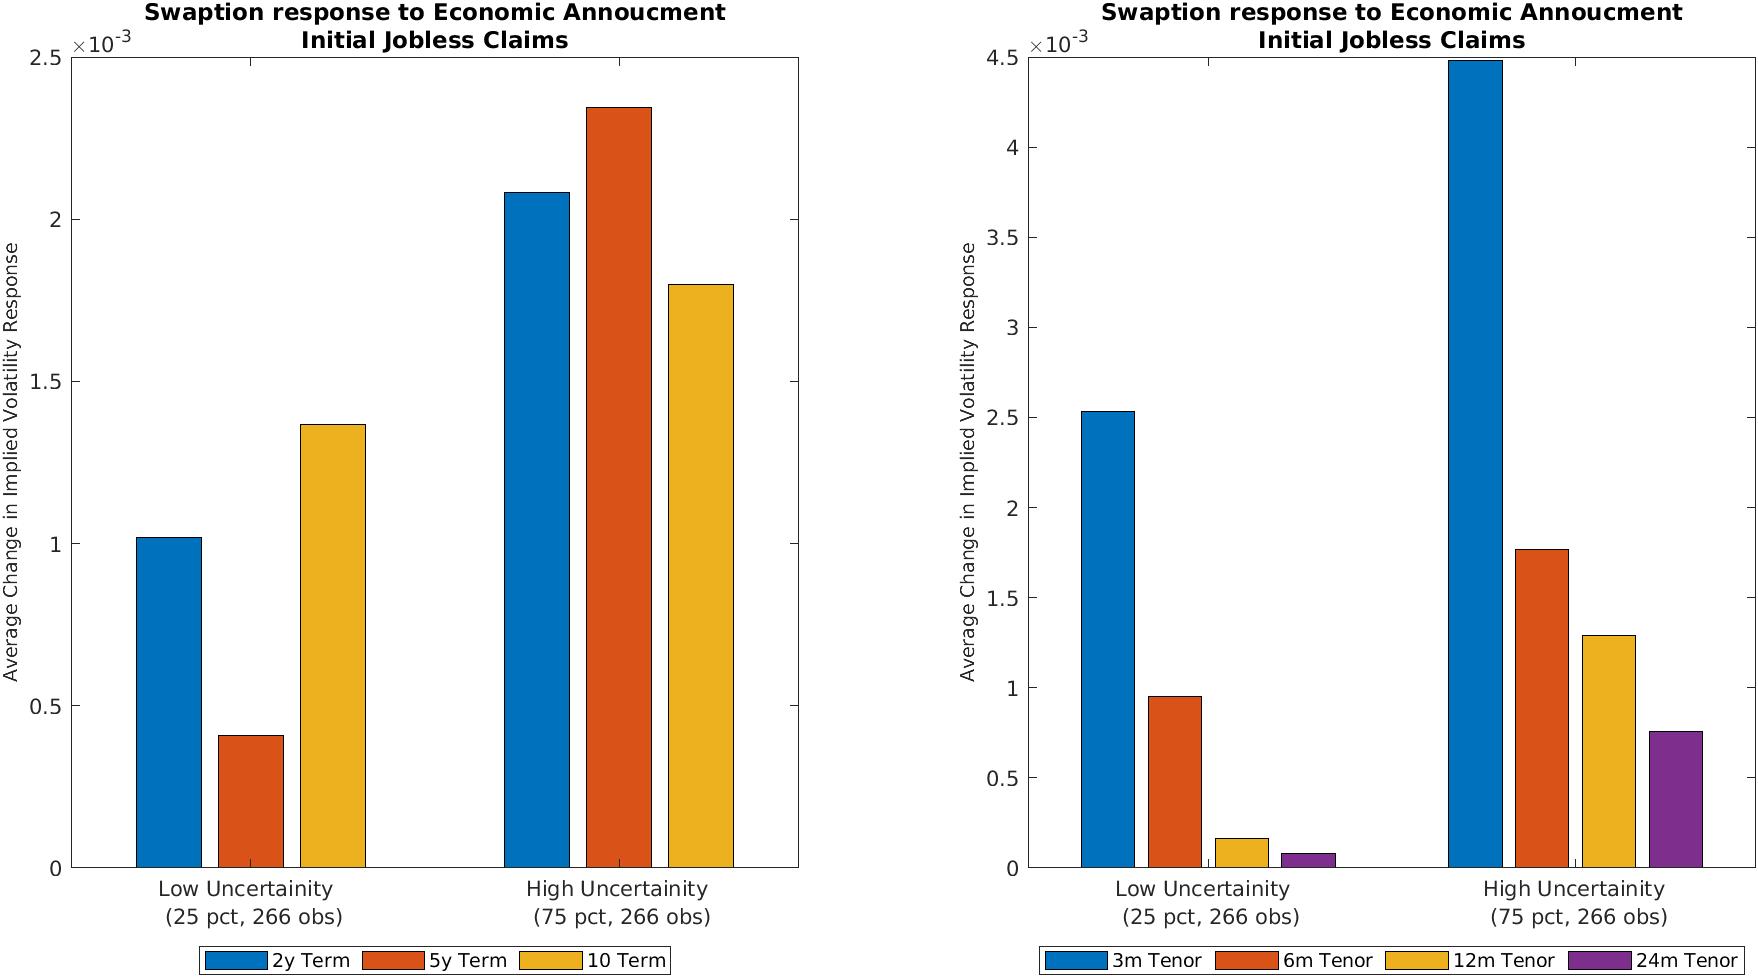 Swaption response to Economic Annoucment
Initial Jobless Claims
×10-3
2.5
2
1.5
1
0.5
0
Average Change in Implied Volatility Response
Low Uncertainity
(25 pct, 266 obs)
High Uncertainity
(75 pct, 266 obs)
2y Term
5y Term
10 Term
Swaption response to Economic Annoucment
Initial Jobless Claims
×10-3
4.5
4
3.5
3
2.5
2
1.5
1
0.5
0
Average Change in Implied Volatility Response
Low Uncertainity
(25 pct, 266 obs)
High Uncertainity
(75 pct, 266 obs)
3m Tenor
6m Tenor
12m Tenor
24m Tenor